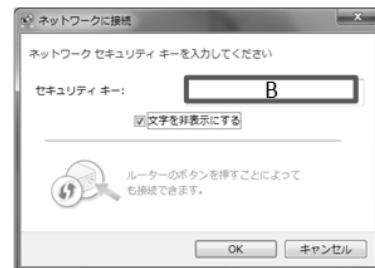 ネットワークに接続
ネットワーク セキュリティ キーを入力してください
セキュリティ キー:
B
文字を非表示にする
ルーターのボタンを押すことによって
も接続できます。
OK
キャンセル